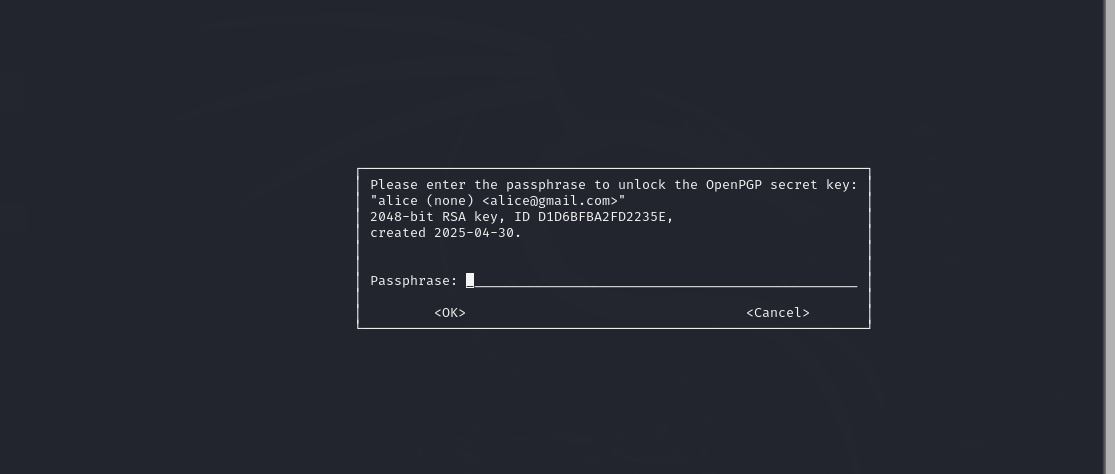 Please enter the passphrase to unlock the OpenPGP secret key:
"alice (none) <alice@gmail.com>"
2048-bit RSA key, ID D1D6BFBA2FD2235E,
created 2025-04-30.
Passphrase:
<OK> <Cancel>